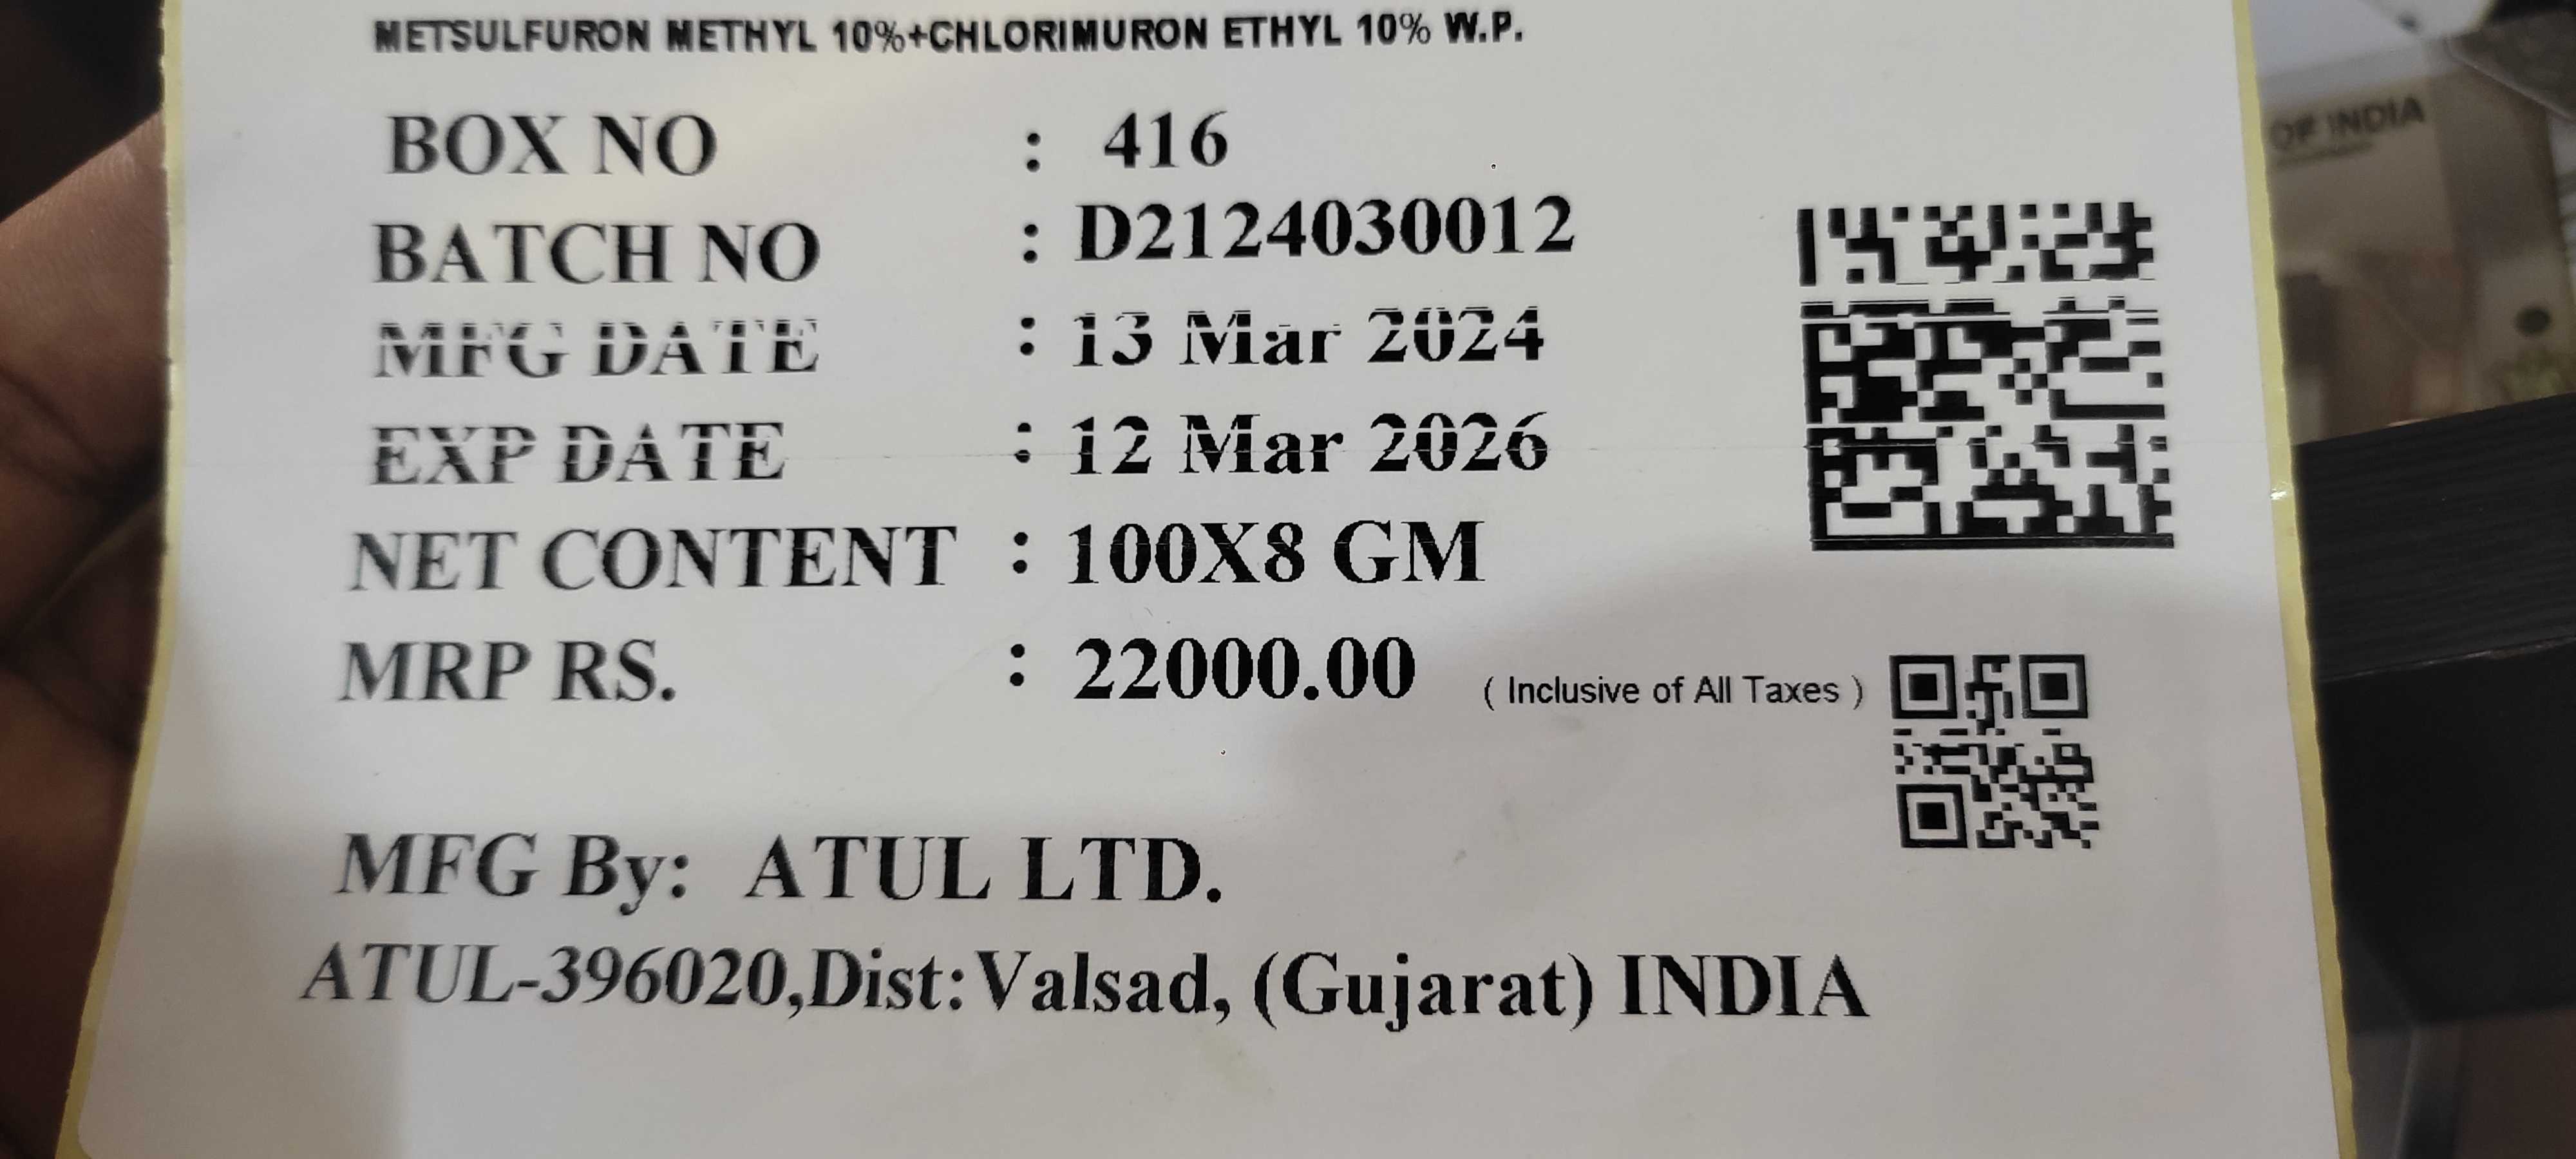 METSULFURON METHYL 10%+CHLORIMURON ETHYL 10% W.P.
BOX NO : 416
BATCH NO : D2124030012
MFG DATE : 13 Mar 2024
EXP DATE : 12 Mar 2026
NET CONTENT : 100X8 GM
MRP RS. : 22000.00 ( Inclusive of All Taxes )
MFG By: ATUL LTD.
ATUL-396020,Dist:Valsad, (Gujarat) INDIA
OF INDIA